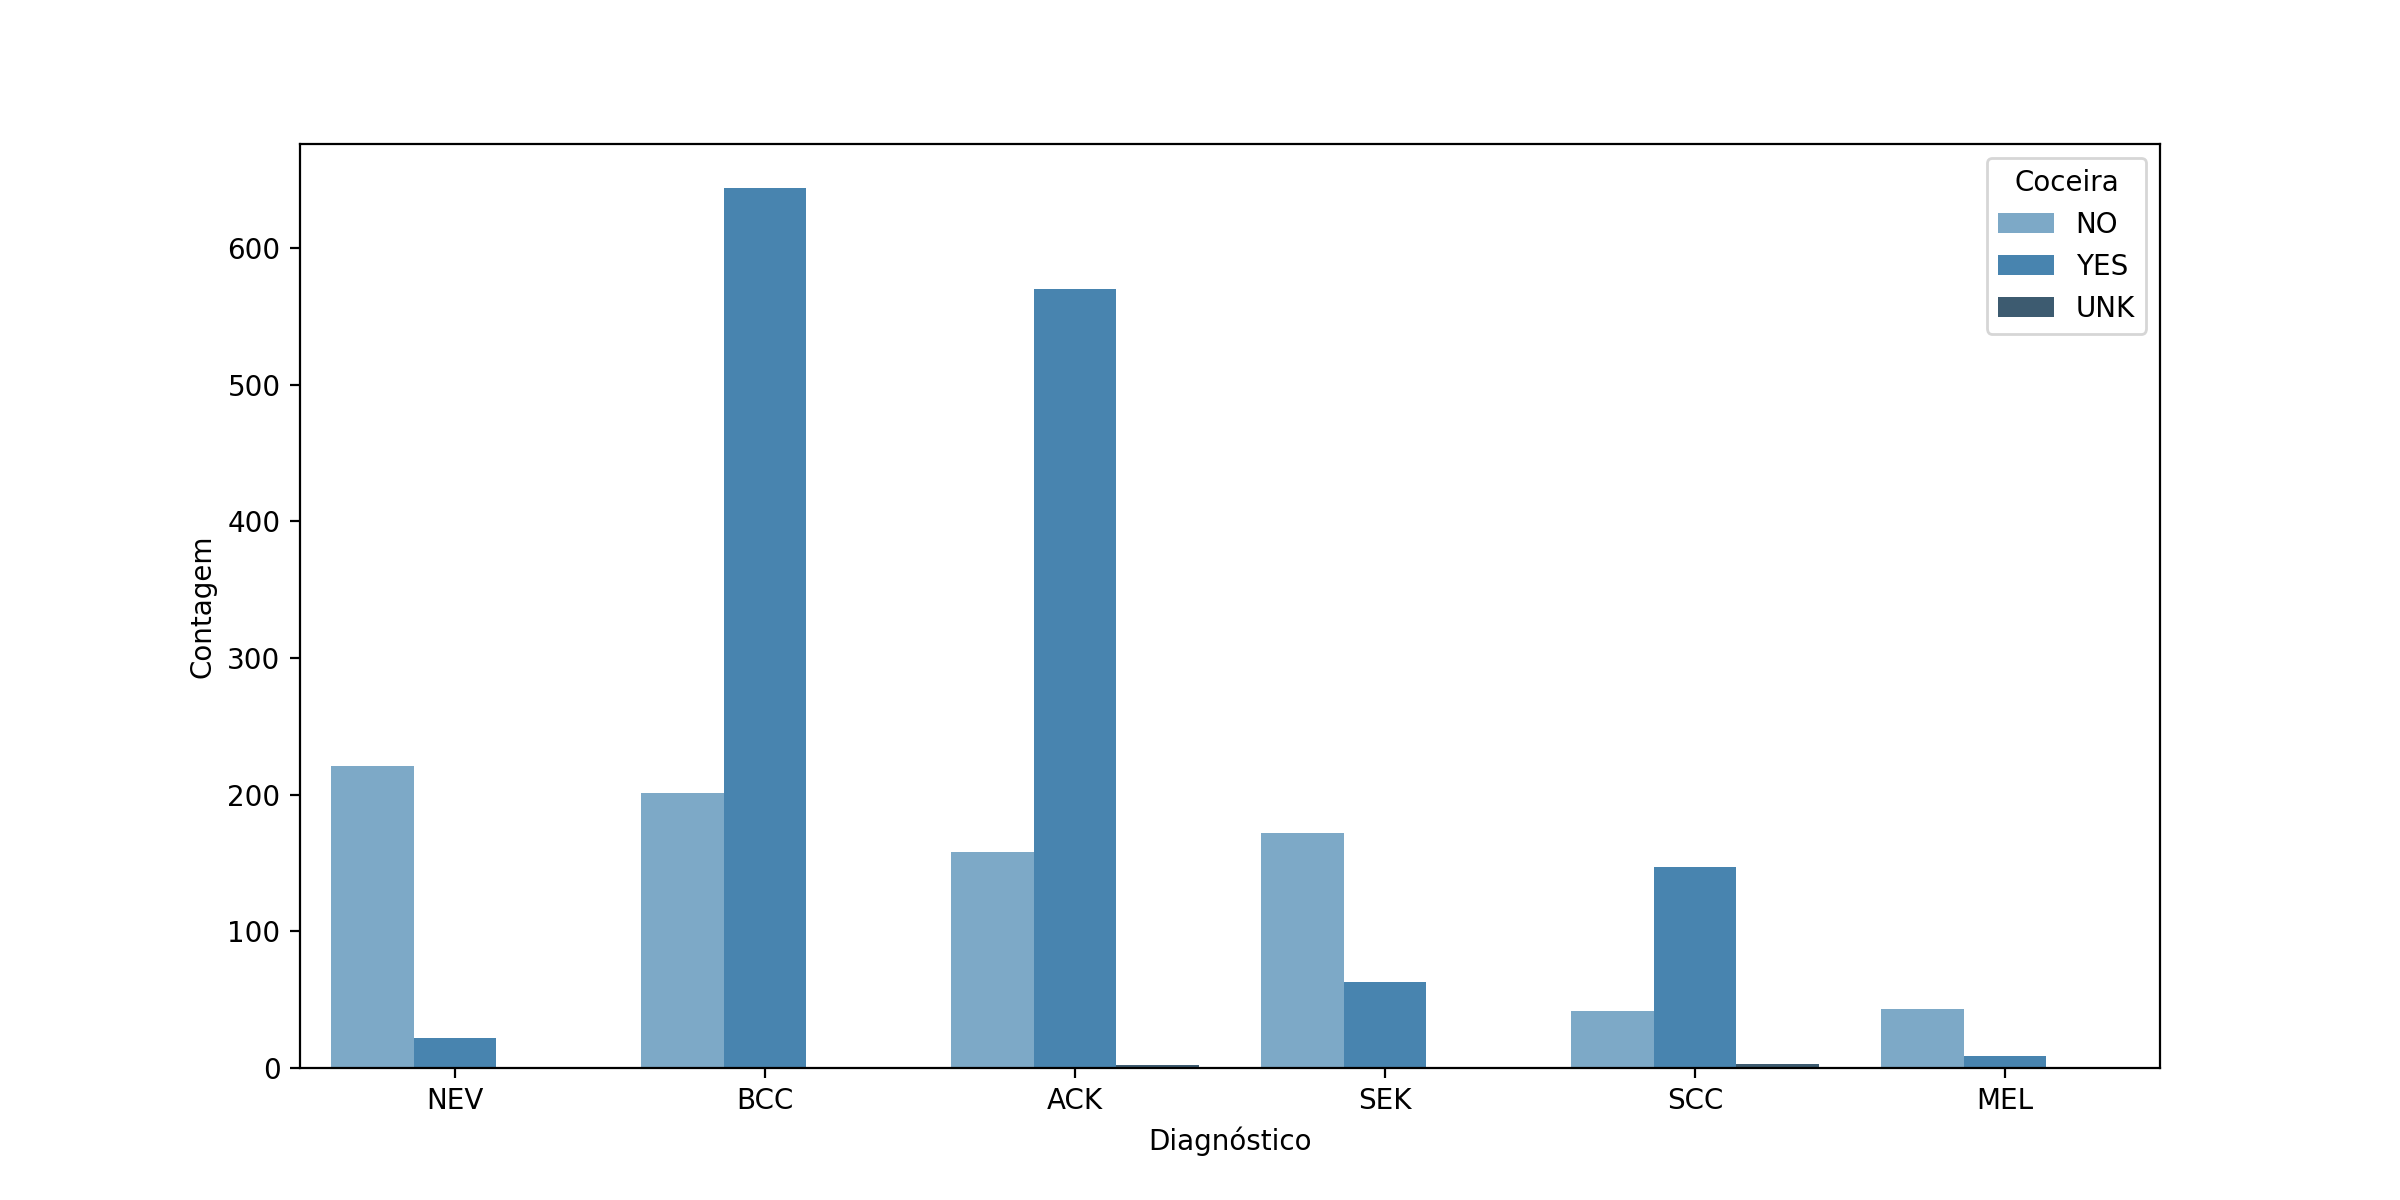 Coceira
NO
YES
UNK
600
500
400
300
200
100
0
Contagem
NEV BCC ACK SEK SCC MEL
Diagnóstico